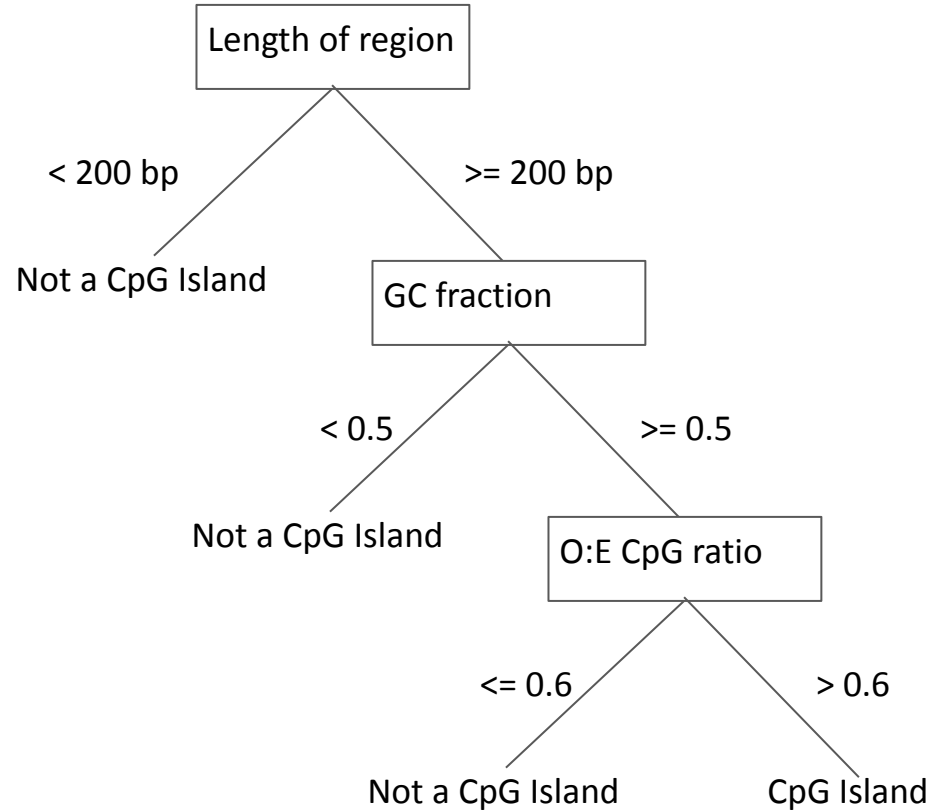 Length of region
< 200 bp
>= 200 bp
Not a CpG Island
GC fraction
< 0.5
>= 0.5
Not a CpG Island
O:E CpG ratio
<= 0.6
> 0.6
Not a CpG Island
CpG Island